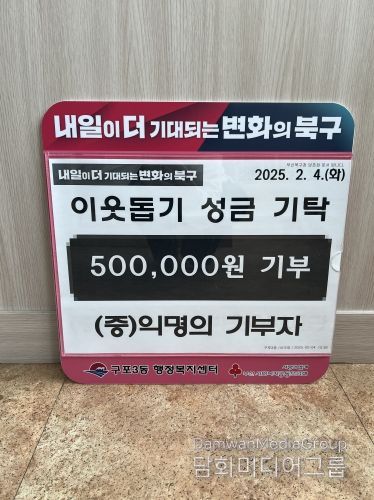 내일이 더 기대되는 변화의 북구
내일이 더 기대되는 변화의 북구
2025. 2. 4.(화)
이웃돕기 성금 기탁
500,000원 기부
(중)익명의 기부자
구포3동 행정복지센터
DamwanMediaGroup
담화미디어그룹